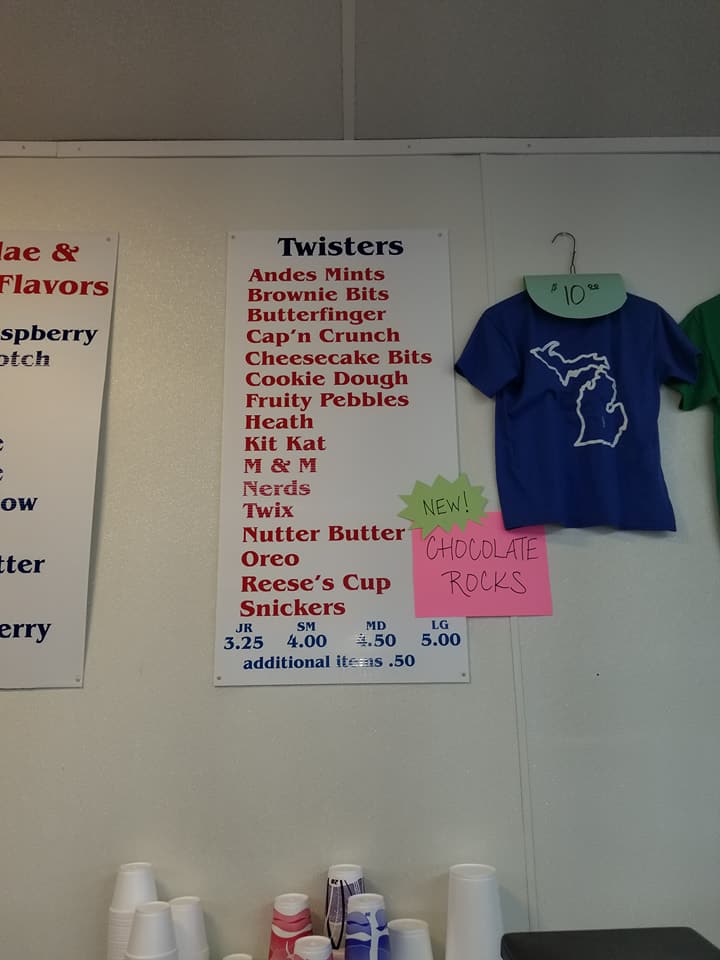 dae &
Flavors
spberry
otch
e
e
ow
tter
erry
Twisters
Andes Mints
Brownie Bits
Butterfinger
Cap'n Crunch
Cheesecake Bits
Cookie Dough
Fruity Pebbles
Heath
Kit Kat
M & M
Nerds
Twix
Nutter Butter
Oreo
Reese's Cup
Snickers
JR SM MD LG
3.25 4.00 4.50 5.00
additional items .50
NEW!
CHOCOLATE
ROCKS
$10.00